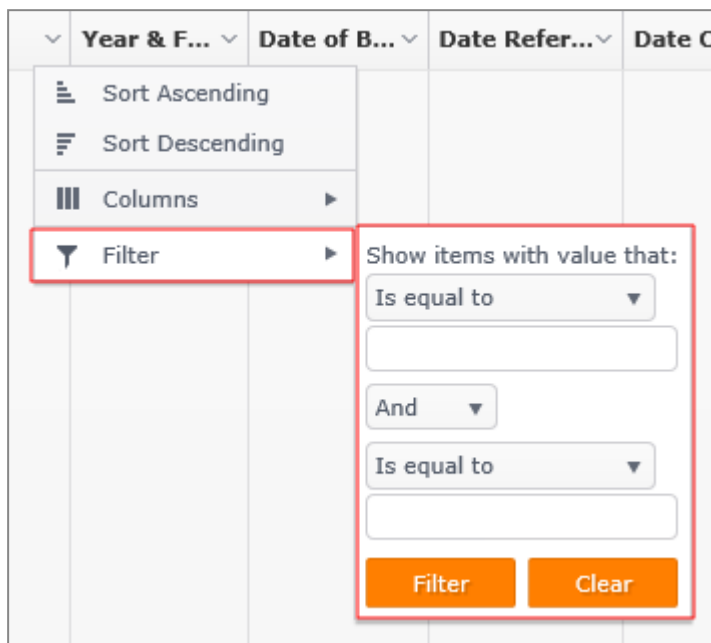 Year & F... Date of B... Date Refer... Date C
Sort Ascending
Sort Descending
Columns
Filter
Show items with value that:
Is equal to
And
Is equal to
Filter Clear